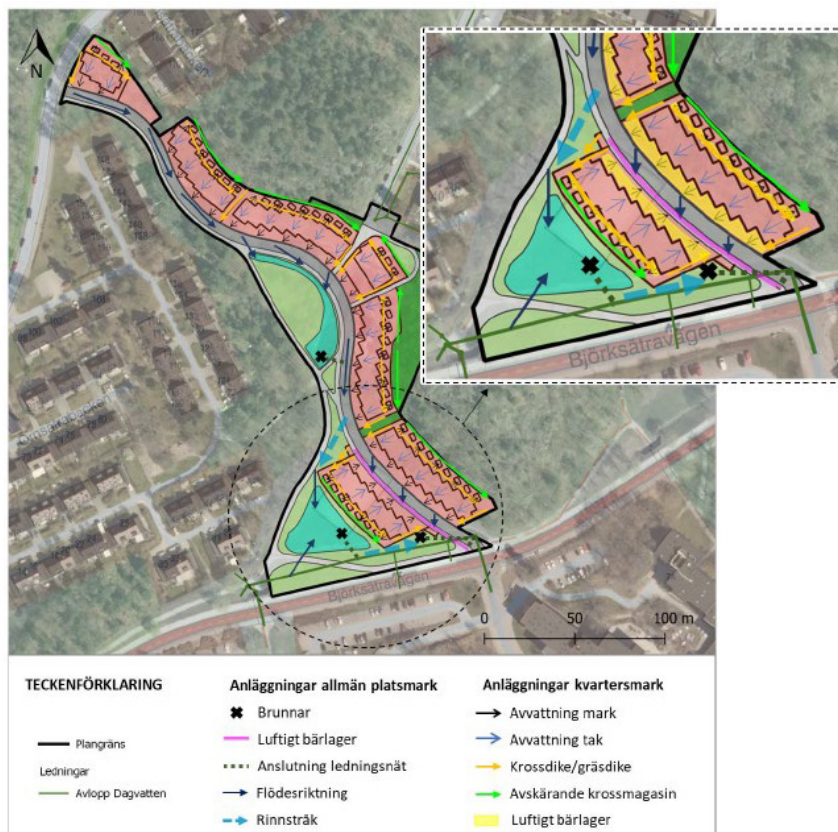 N
Björksätravägen
Björksätravägen
0 50 100 m
TECKENFÖRKLARING
Plangräns
Ledningar
Avlopp Dagvatten
Anläggningar allmän platsmark
Brunnar
Luftigt bärlager
Anslutning ledningsnät
Flödesriktning
Rinnstråk
Anläggningar kvartersmark
Avvattning mark
Avvattning tak
Krossdike/gräsdike
Avskärande krossmagasin
Luftigt bärlager